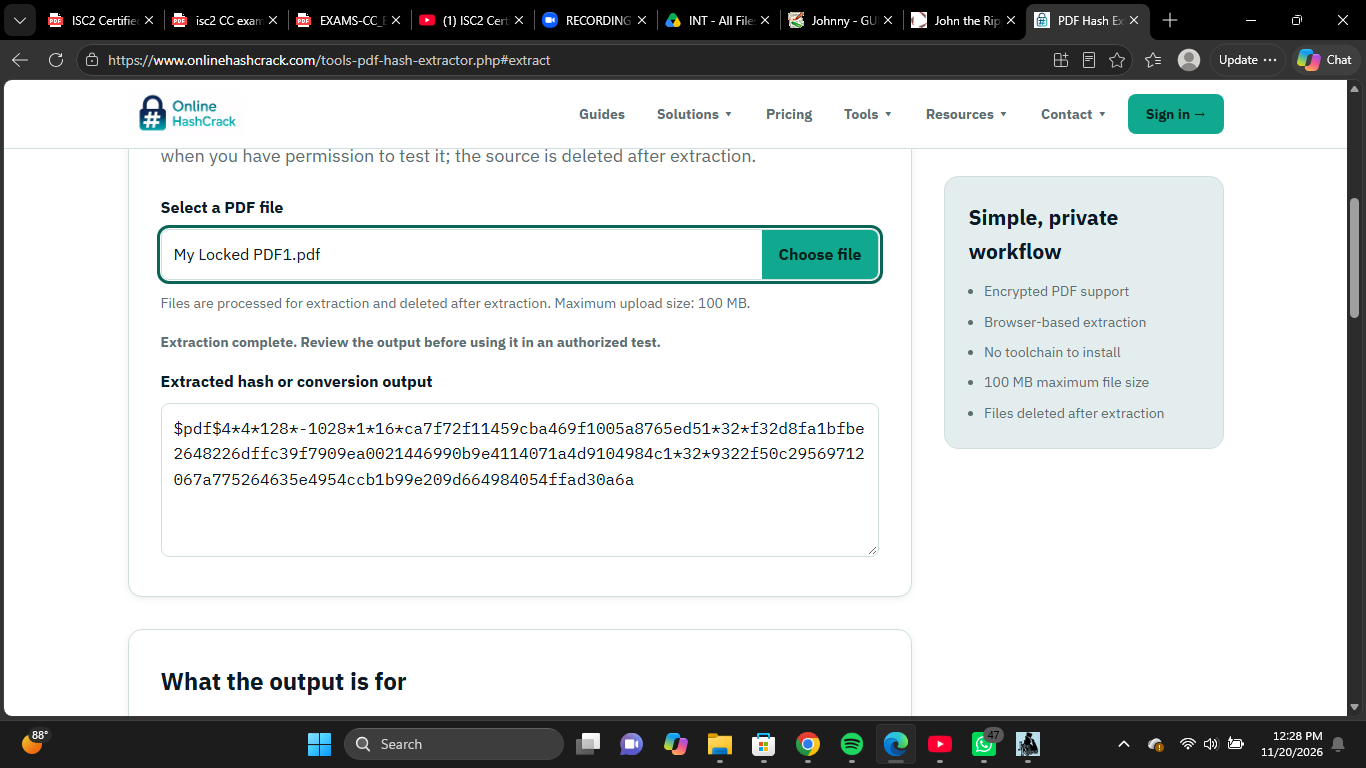 ISC2 Certified
isc2 CC exam
EXAMS-CC_E
(1) ISC2 Cert
RECORDING
INT - All File
Johnny - GU
John the Rip
PDF Hash Ex
https://www.onlinehashcrack.com/tools-pdf-hash-extractor.php#extract
Update
Chat
Online
HashCrack
Guides
Solutions
Pricing
Tools
Resources
Contact
Sign in →
when you have permission to test it; the source is deleted after extraction.
Select a PDF file
My Locked PDF1.pdf
Choose file
Files are processed for extraction and deleted after extraction. Maximum upload size: 100 MB.
Extraction complete. Review the output before using it in an authorized test.
Extracted hash or conversion output
$pdf$4*4*128*-1028*1*16*ca7f72f11459cba469f1005a8765ed51*32*f32d8fa1bfbe
2648226dffc39f7909ea0021446990b9e4114071a4d9104984c1*32*9322f50c29569712
067a775264635e4954ccb1b99e209d664984054ffad30a6a
Simple, private
workflow
Encrypted PDF support
Browser-based extraction
No toolchain to install
100 MB maximum file size
Files deleted after extraction
What the output is for
88°
Search
47
12:28 PM
11/20/2026